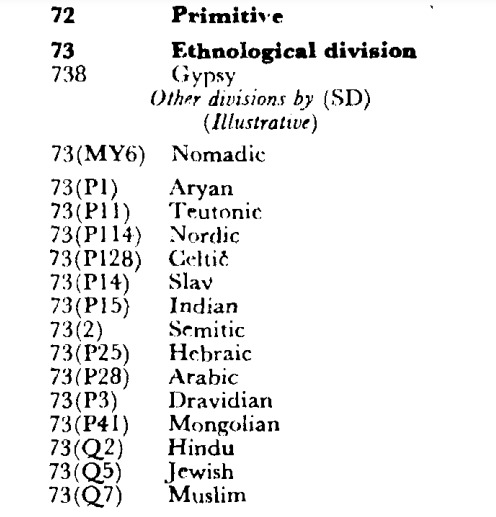 72 Primitive
73 Ethnological division
738 Gypsy
Other divisions by (SD)
(Illustrative)
73(MY6) Nomadic
73(P1) Aryan
73(P11) Teutonic
73(P114) Nordic
73(P128) Celtic
73(P14) Slav
73(P15) Indian
73(2) Semitic
73(P25) Hebraic
73(P28) Arabic
73(P3) Dravidian
73(P41) Mongolian
73(Q2) Hindu
73(Q5) Jewish
73(Q7) Muslim